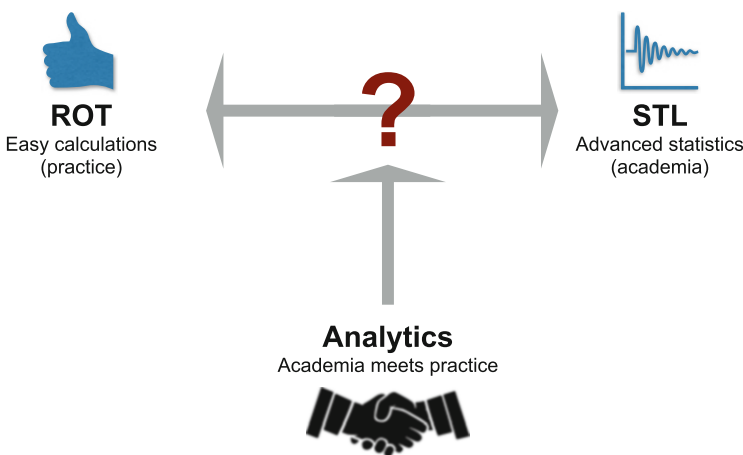 ROT
Easy calculations
(practice)
?
STL
Advanced statistics
(academia)
Analytics
Academia meets practice